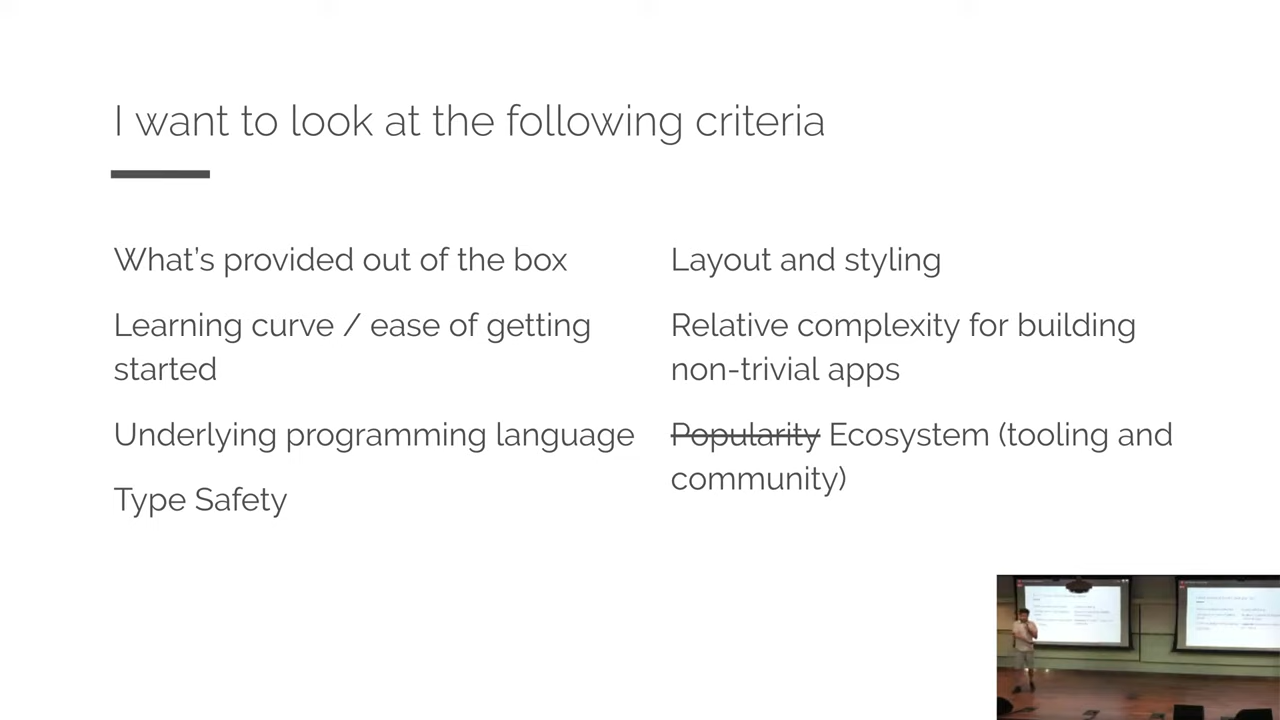 I want to look at the following criteria
What's provided out of the box
Learning curve / ease of getting
started
Underlying programming language
Type Safety
Layout and styling
Relative complexity for building
non-trivial apps
Popularity Ecosystem (tooling and
community)